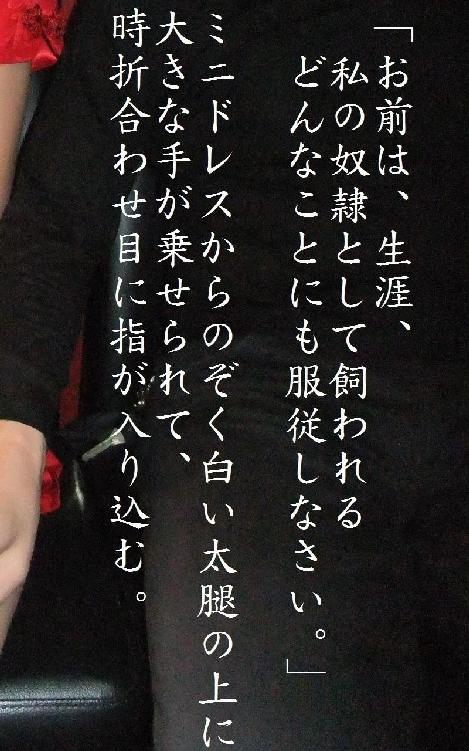 「お前は、生涯、
私の奴隷として飼われる
どんなことにも服従しなさい。」
ミニドレスからのぞく白い太腿の上に
大きな手が乗せられて、
時折合わせ目に指が入り込む。